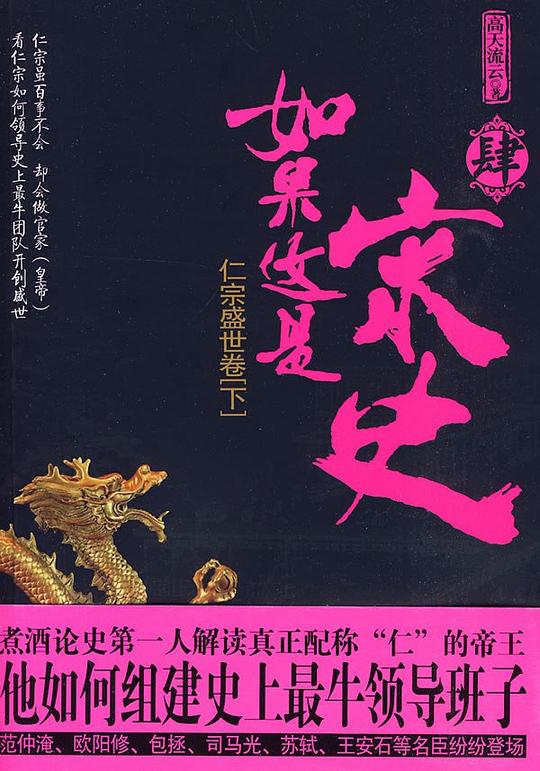 高天流云◎著
肆
如果这是
宋史
仁宗盛世卷[下]
仁宗虽百事不会 却会做官家(皇帝)
看仁宗如何领导史上最牛团队开创盛世
煮酒论史第一人解读真正配称“仁”的帝王
他如何组建史上最牛领导班子
范仲淹、欧阳修、包拯、司马光、苏轼、王安石等名臣纷纷登场